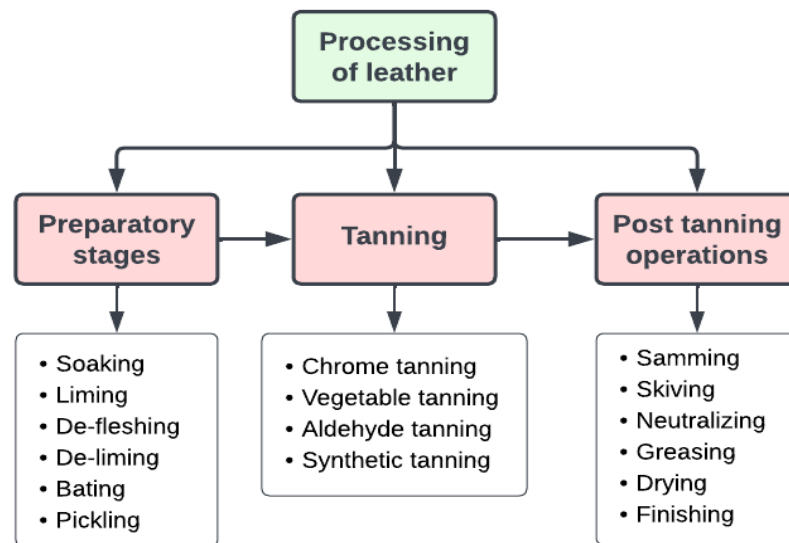 Processing
of leather
Preparatory
stages
Tanning
Post tanning
operations
• Soaking
• Liming
• De-fleshing
• De-liming
• Bating
• Pickling
• Chrome tanning
• Vegetable tanning
• Aldehyde tanning
• Synthetic tanning
• Samming
• Skiving
• Neutralizing
• Greasing
• Drying
• Finishing